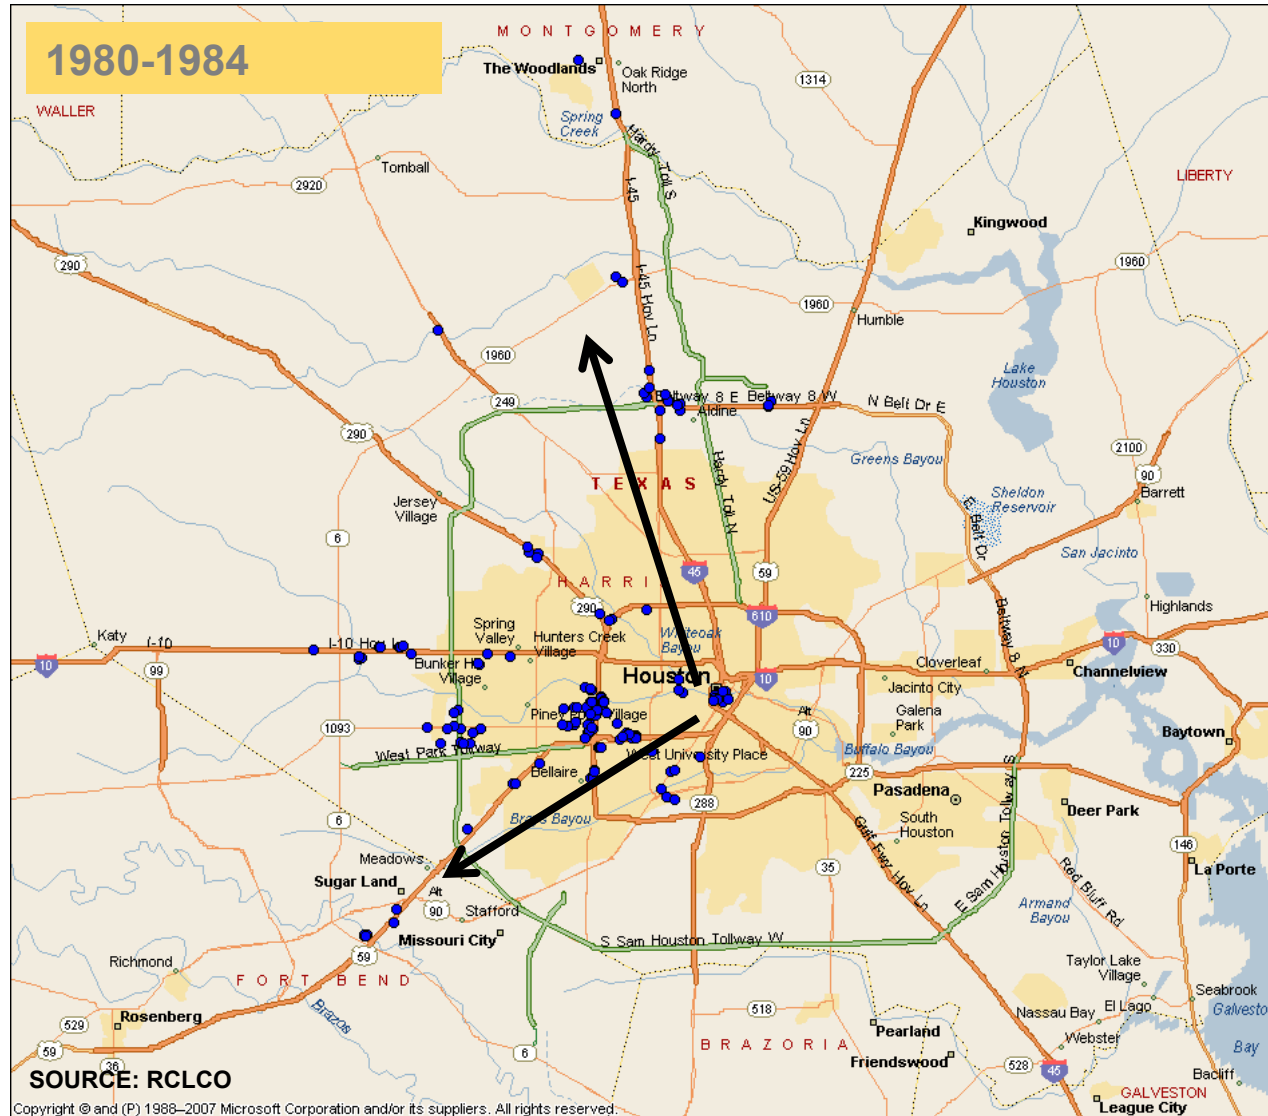 1980-1984
MONTGOMERY
The Woodlands
Oak Ridge
North
1314
WALLER
Spring
Creek
Hardy Toll S
Tomball
2920
I-45
LIBERTY
Kingwood
290
1960
I-45 Hov Ln
1960
Humble
1960
Lake
Houston
249
Beltway 8 E
Beltway 8 W
N Belt Dr E
Aldine
290
US-59 Hov Ln
Hardy Toll N
Greens Bayou
2100
90
TEXAS
Jersey
Village
Sheldon
Reservoir
Barrett
E Belt Dr
6
San Jacinto
45
59
HARRI
290
610
Highlands
Beltway 8 N
Spring
Valley
Hunters Creek
Village
Whiteoak
Bayou
Katy
I-10
I-10 Hov L
10
Bunker H
Village
10
330
99
Houston
10
Cloverleaf
Channelview
Jacinto City
Piney Po
Village
Alt
90
Galena
Park
1093
Baytown
West Park Tollway
West University Place
Buffalo Bayou
Bellaire
225
288
Pasadena
Deer Park
6
Brays Bayou
South
Houston
Gulf Fwy Hov Ln
E Sam Houston Tollway S
146
Meadows
35
La Porte
Sugar Land
Alt
90
Stafford
Red Bluff Rd
Armand
Bayou
Missouri City
S Sam Houston Tollway W
59
Richmond
Taylor Lake
Village
FORT BEND
Seabrook
El Lago
Brazos
518
Nassau Bay
Galvesto
Rosenberg
529
Pearland
Webster
Bay
BRAZORIA
59
6
Friendswood
528
36
45
Bacliff
SOURCE: RCLCO
GALVESTON
League City
Copyright © and (P) 1988–2007 Microsoft Corporation and/or its suppliers. All rights reserved.